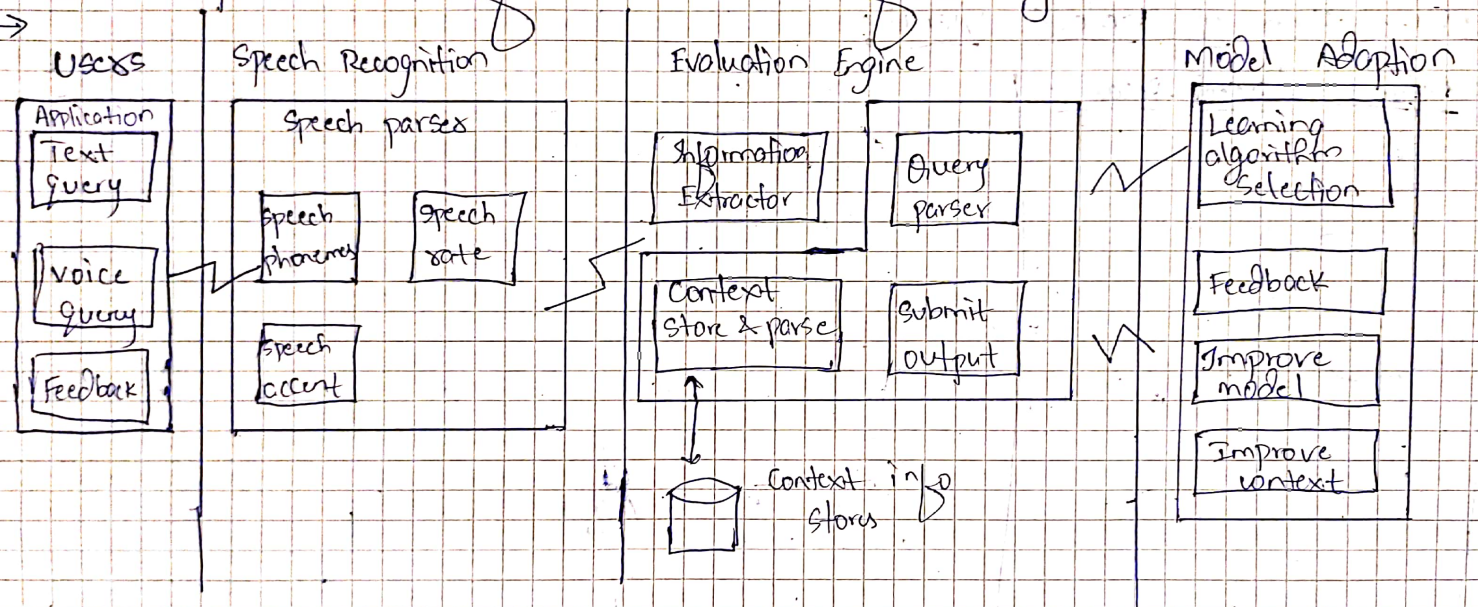 Users
Application
Text
query
voice
query
Feedback
Speech Recognition
Speech parser
speech
phonemes
speech
rate
speech
accent
Evaluation Engine
Information
Extractor
Query
parser
Context
store & parse
submit
output
Context info
stores
Model Adaption
Learning
algorithm
selection
Feedback
Improve
model
Improve
context